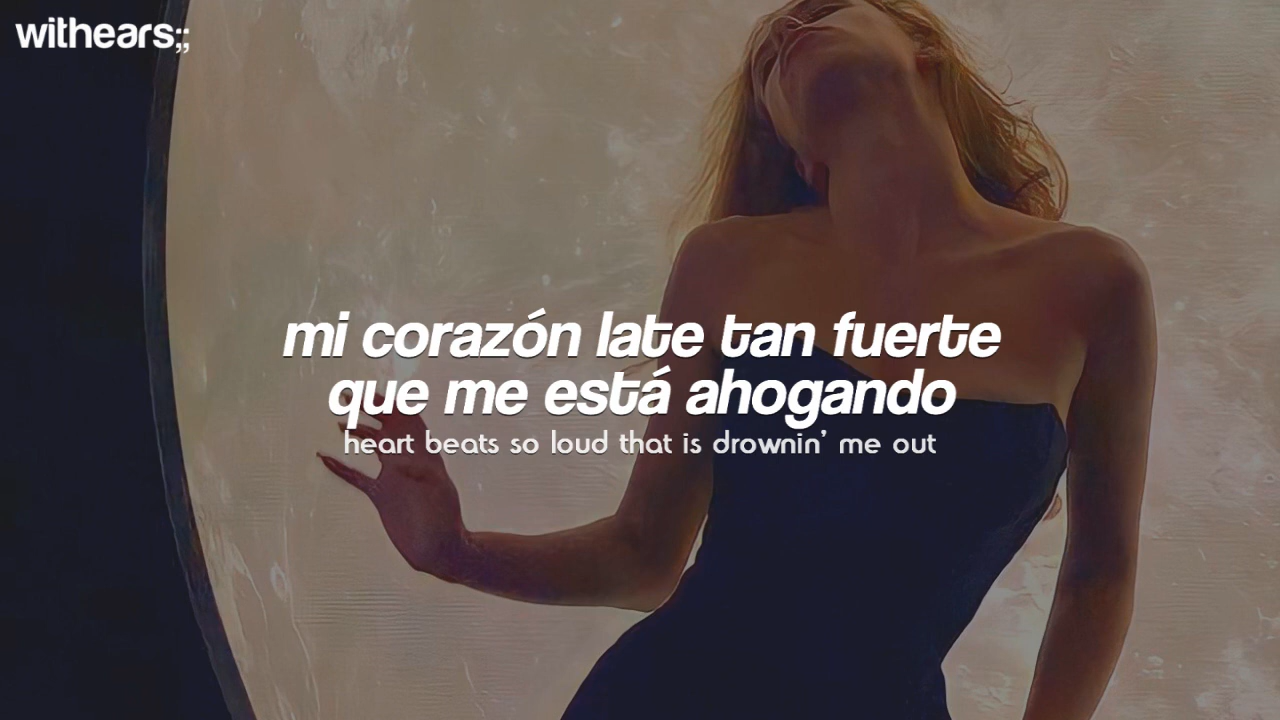 withears;;
mi corazón late tan fuerte
que me está ahogando
heart beats so loud that is drownin' me out